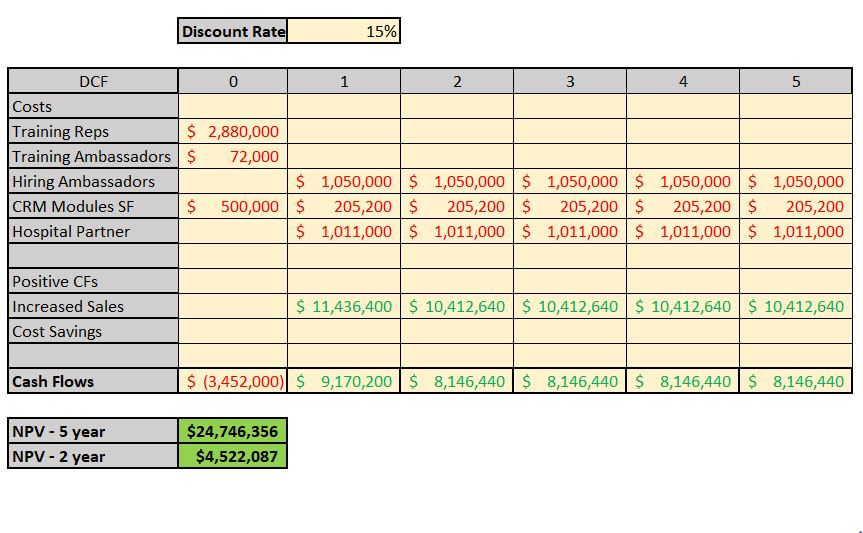 Discount Rate 15%
DCF 0 1 2 3 4 5
Costs
Training Reps $ 2,880,000
Training Ambassadors $ 72,000
Hiring Ambassadors $ 1,050,000 $ 1,050,000 $ 1,050,000 $ 1,050,000 $ 1,050,000
CRM Modules SF $ 500,000 $ 205,200 $ 205,200 $ 205,200 $ 205,200 $ 205,200
Hospital Partner $ 1,011,000 $ 1,011,000 $ 1,011,000 $ 1,011,000 $ 1,011,000
Positive CFs
Increased Sales $ 11,436,400 $ 10,412,640 $ 10,412,640 $ 10,412,640 $ 10,412,640
Cost Savings
Cash Flows $ (3,452,000) $ 9,170,200 $ 8,146,440 $ 8,146,440 $ 8,146,440 $ 8,146,440
NPV - 5 year $24,746,356
NPV - 2 year $4,522,087